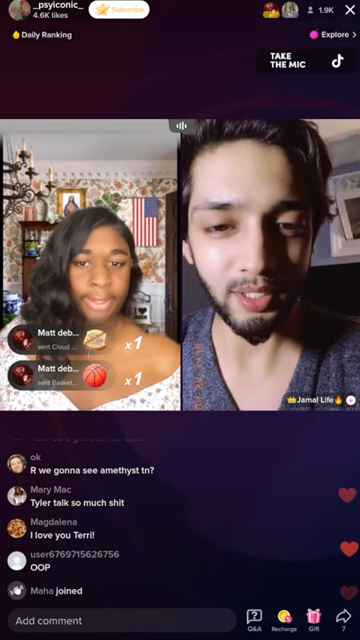 _psyiconic_
4.6K likes
Subscribe
1.9K
Daily Ranking
Explore >
TAKE
THE MIC
Matt deb...
sent Cloud ...
x1
Matt deb...
sent Basket...
x1
Jamal Life🔥
ok
R we gonna see amethyst tn?
Mary Mac
Tyler talk so much shit
Magdalena
I love you Terri!
user6769715626756
OOP
Maha joined
Add comment
Q&A
Recharge
Gift
7